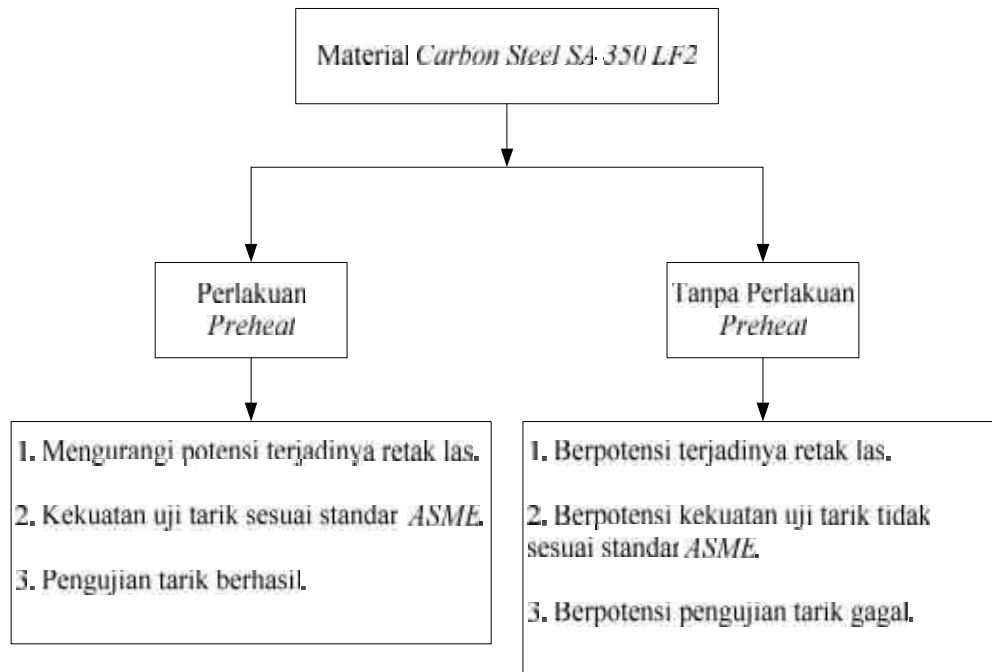 Material Carbon Steel SA-350 LF2
Perlakuan
Preheat
Tanpa Perlakuan
Preheat
1. Mengurangi potensi terjadinya retak las.
2. Kekuatan uji tarik sesuai standar ASME.
3. Pengujian tarik berhasil.
1. Berpotensi terjadinya retak las.
2. Berpotensi kekuatan uji tarik tidak
sesuai standar ASME.
3. Berpotensi pengujian tarik gagal.